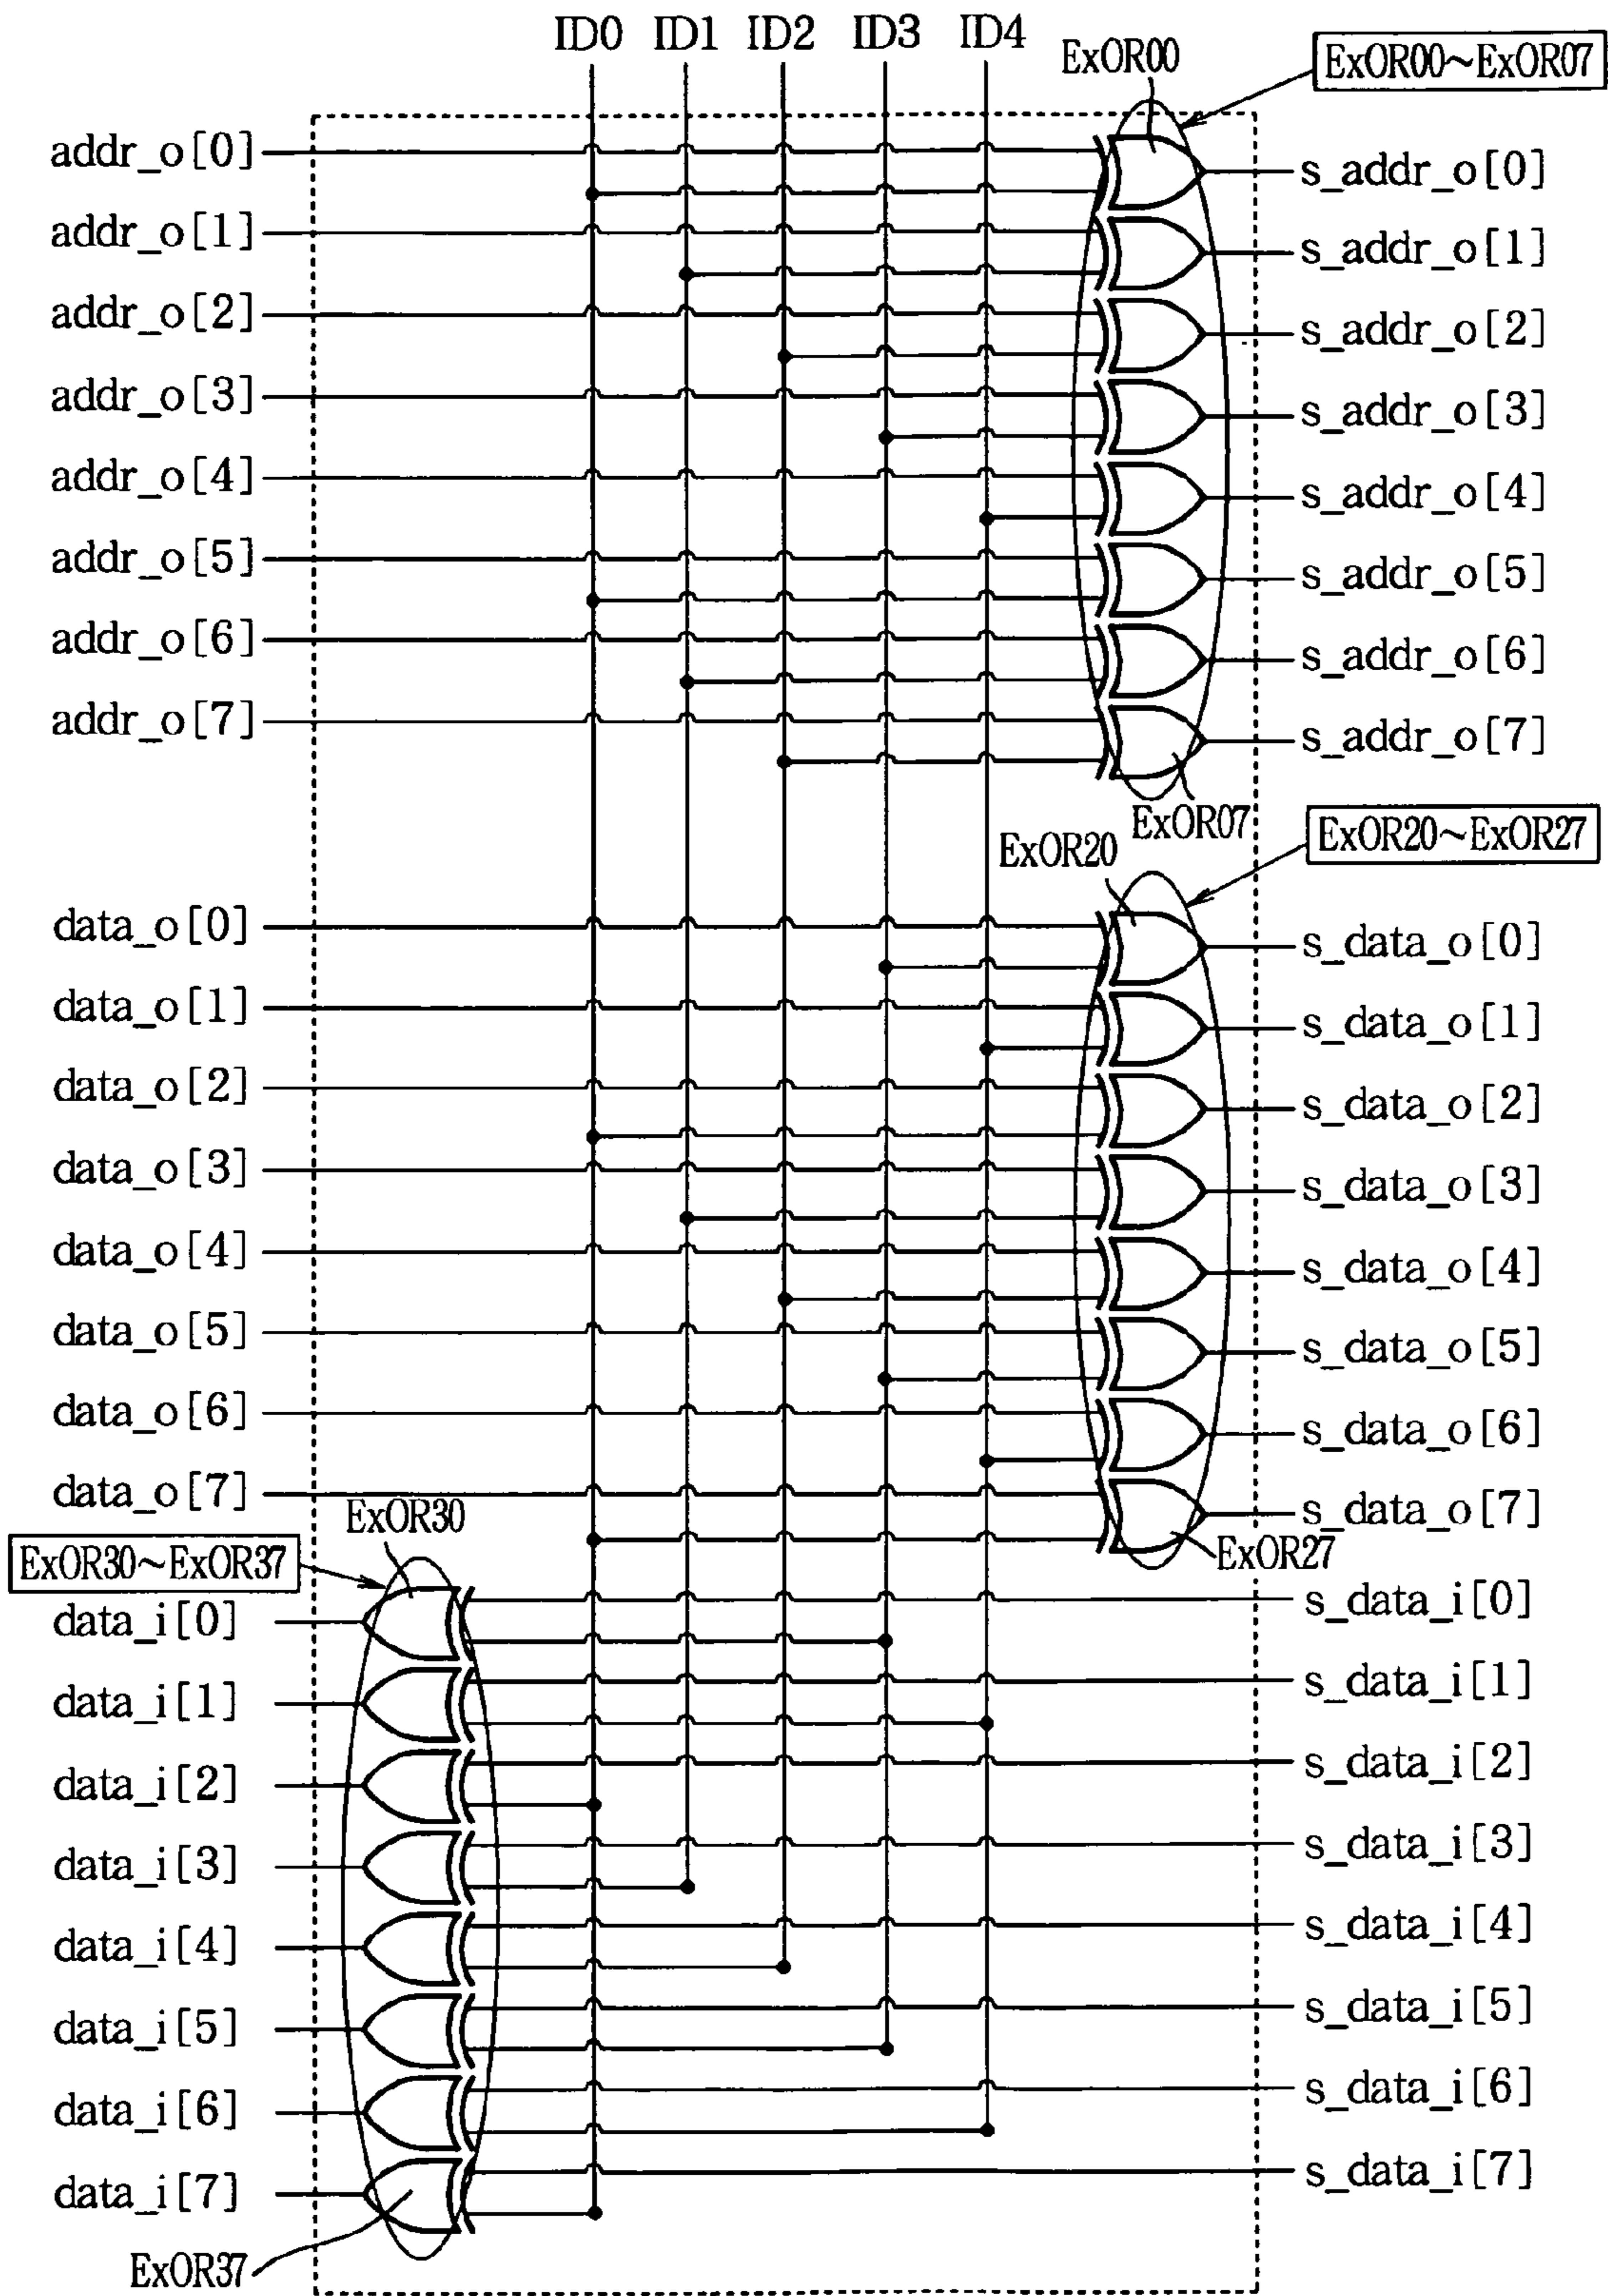 ID0 ID1 ID2 ID3 ID4
ExOR00
ExOR00~ExOR07
addr_o[0]
s_addr_o[0]
addr_o[1]
s_addr_o[1]
addr_o[2]
s_addr_o[2]
addr_o[3]
s_addr_o[3]
addr_o[4]
s_addr_o[4]
addr_o[5]
s_addr_o[5]
addr_o[6]
s_addr_o[6]
addr_o[7]
s_addr_o[7]
ExOR07
ExOR20
ExOR20~ExOR27
data_o[0]
s_data_o[0]
data_o[1]
s_data_o[1]
data_o[2]
s_data_o[2]
data_o[3]
s_data_o[3]
data_o[4]
s_data_o[4]
data_o[5]
s_data_o[5]
data_o[6]
s_data_o[6]
data_o[7]
s_data_o[7]
ExOR30
ExOR27
ExOR30~ExOR37
s_data_i[0]
data_i[0]
s_data_i[1]
data_i[1]
s_data_i[2]
data_i[2]
s_data_i[3]
data_i[3]
s_data_i[4]
data_i[4]
s_data_i[5]
data_i[5]
s_data_i[6]
data_i[6]
s_data_i[7]
data_i[7]
ExOR37